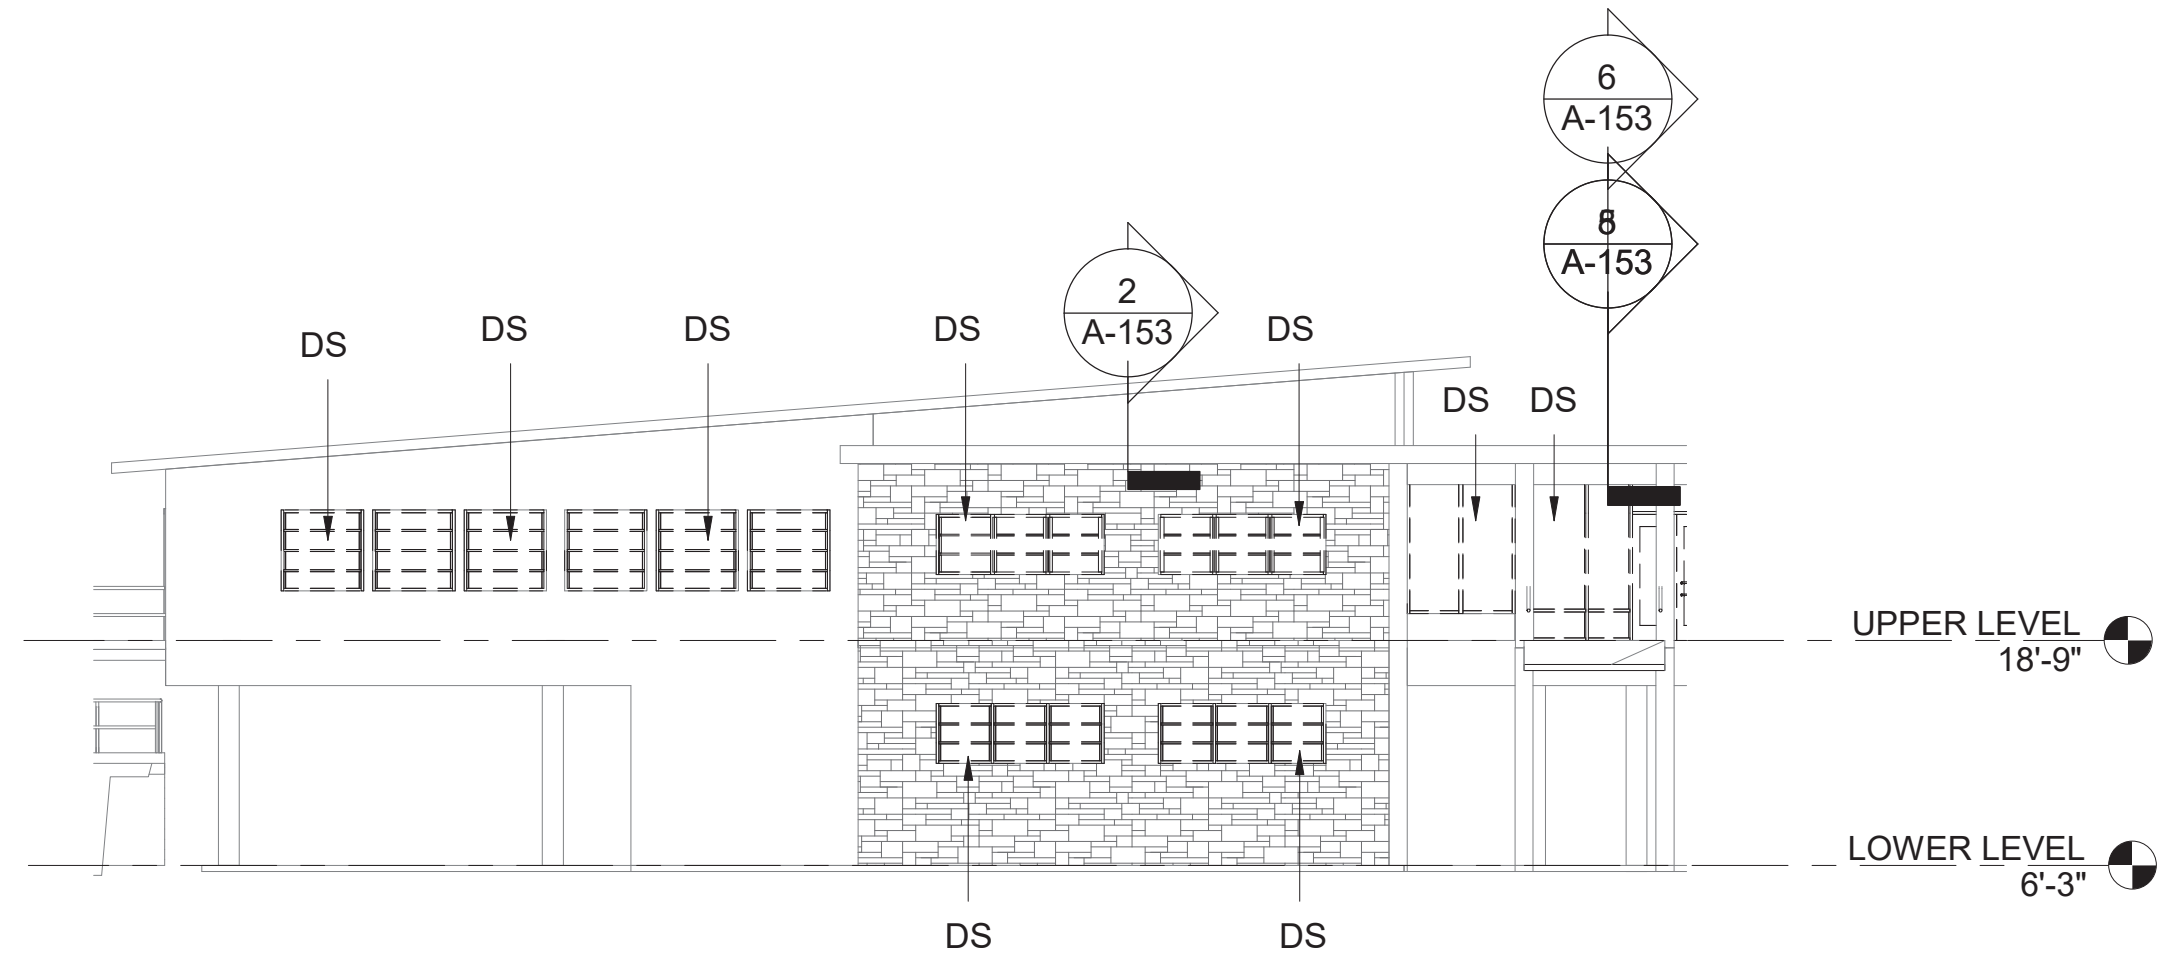 6
A-153
A-153
2
A-153
DS
DS
DS
DS
DS
DS
DS
UPPER LEVEL
18'-9"
LOWER LEVEL
6'-3"
DS
DS